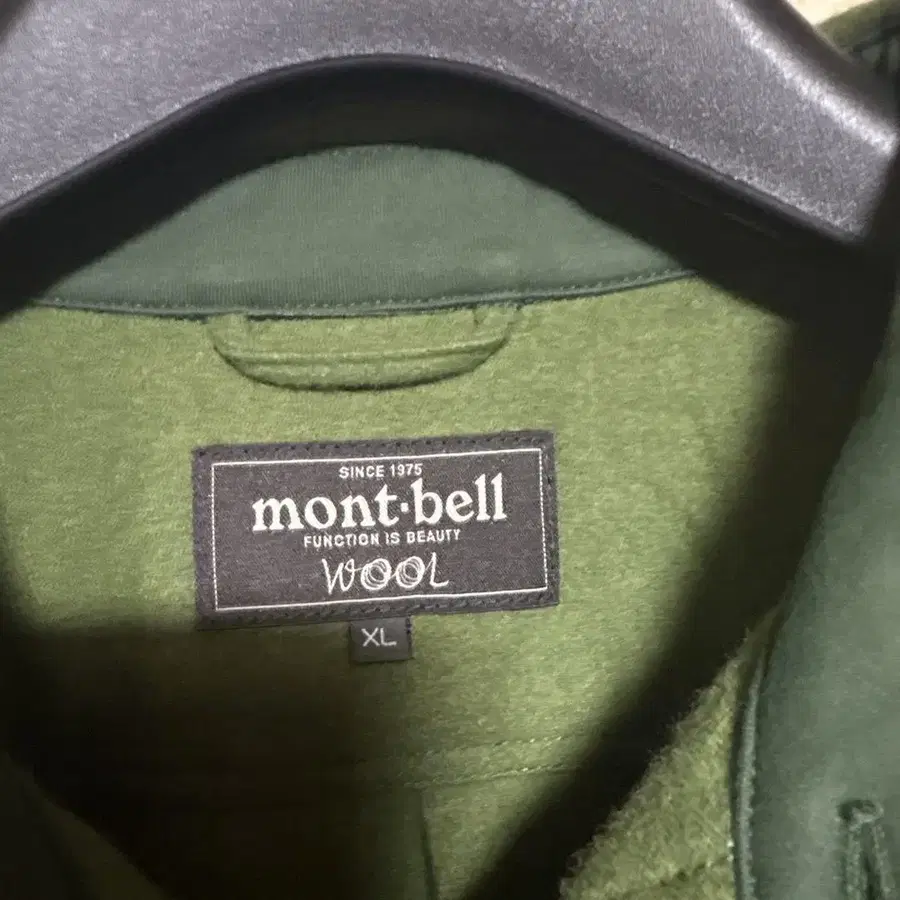 SINCE 1975
mont·bell
FUNCTION IS BEAUTY
WOOL
XL